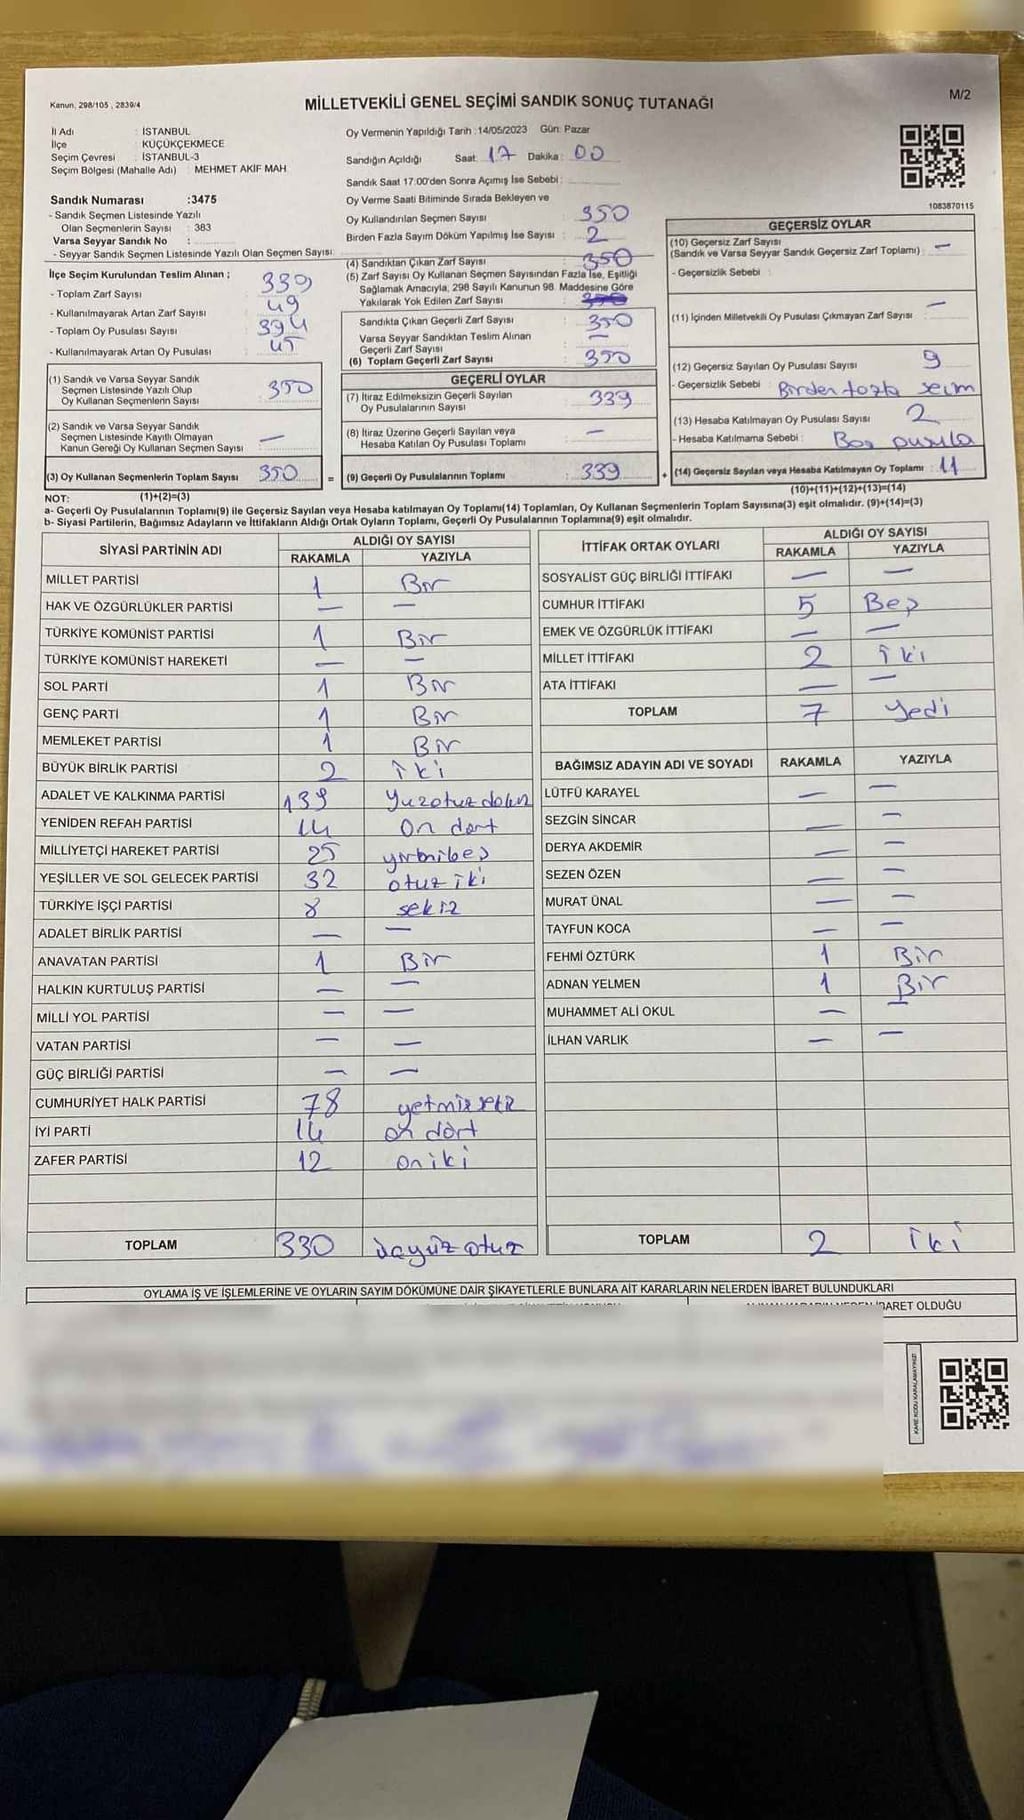 Kanun, 298/105 , 2839/4
MİLLETVEKİLİ GENEL SEÇİMİ SANDIK SONUÇ TUTANAĞI
M/2
İl Adı : İSTANBUL
İlçe : KÜÇÜKÇEKMECE
Seçim Çevresi : İSTANBUL-3
Seçim Bölgesi (Mahalle Adı) : MEHMET AKİF MAH
Sandık Numarası :3475
- Sandık Seçmen Listesinde Yazılı
Olan Seçmenlerin Sayısı : 383
Varsa Seyyar Sandık No :
- Seyyar Sandık Seçmen Listesinde Yazılı Olan Seçmen Sayısı:
İlçe Seçim Kurulundan Teslim Alınan ;
- Toplam Zarf Sayısı 339
- Kullanılmayarak Artan Zarf Sayısı 49
- Toplam Oy Pusulası Sayısı 394
- Kullanılmayarak Artan Oy Pusulası 45
(1) Sandık ve Varsa Seyyar Sandık
Seçmen Listesinde Yazılı Olup
Oy Kullanan Seçmenlerin Sayısı 350
(2) Sandık ve Varsa Seyyar Sandık
Seçmen Listesinde Kayıtlı Olmayan
Kanun Gereği Oy Kullanan Seçmen Sayısı —
(3) Oy Kullanan Seçmenlerin Toplam Sayısı 350 =
Oy Vermenin Yapıldığı Tarih :14/05/2023 Gün: Pazar
Sandığın Açıldığı Saat: 17 Dakika : 00
Sandık Saat 17:00'den Sonra Açımış İse Sebebi :
Oy Verme Saati Bitiminde Sırada Bekleyen ve
Oy Kullandırılan Seçmen Sayısı 350
Birden Fazla Sayım Döküm Yapılmış İse Sayısı : 2
(4) Sandıktan Çıkan Zarf Sayısı : 350
(5) Zarf Sayısı Oy Kullanan Seçmen Sayısından Fazla İse, Eşitliği
Sağlamak Amacıyla, 298 Sayılı Kanunun 98. Maddesine Göre
Yakılarak Yok Edilen Zarf Sayısı :
Sandıkta Çıkan Geçerli Zarf Sayısı : 350
Varsa Seyyar Sandıktan Teslim Alınan
Geçerli Zarf Sayısı : —
(6) Toplam Geçerli Zarf Sayısı : 350
GEÇERLİ OYLAR
(7) İtiraz Edilmeksizin Geçerli Sayılan
Oy Pusulalarının Sayısı : 339
(8) İtiraz Üzerine Geçerli Sayılan veya
Hesaba Katılan Oy Pusulası Toplamı : —
(9) Geçerli Oy Pusulalarının Toplamı : 339 +
1083870115
GEÇERSİZ OYLAR
(10) Geçersiz Zarf Sayısı
(Sandık ve Varsa Seyyar Sandık Geçersiz Zarf Toplamı) : —
- Geçersizlik Sebebi :
(11) İçinden Milletvekili Oy Pusulası Çıkmayan Zarf Sayısı : —
(12) Geçersiz Sayılan Oy Pusulası Sayısı : 9
- Geçersizlik Sebebi : Birden fazla seçim
(13) Hesaba Katılmayan Oy Pusulası Sayısı : 2
- Hesaba Katılmama Sebebi : Boş pusula
(14) Geçersiz Sayılan veya Hesaba Katılmayan Oy Toplamı : 11
NOT: (1)+(2)=(3)
(10)+(11)+(12)+(13)=(14)
a- Geçerli Oy Pusulalarının Toplamı(9) ile Geçersiz Sayılan veya Hesaba katılmayan Oy Toplamı(14) Toplamları, Oy Kullanan Seçmenlerin Toplam Sayısına(3) eşit olmalıdır. (9)+(14)=(3)
b- Siyasi Partilerin, Bağımsız Adayların ve İttifakların Aldığı Ortak Oyların Toplamı, Geçerli Oy Pusulalarının Toplamına(9) eşit olmalıdır.
SİYASİ PARTİNİN ADI ALDIĞI OY SAYISI
RAKAMLA YAZIYLA
MİLLET PARTİSİ 1 Bir
HAK VE ÖZGÜRLÜKLER PARTİSİ — —
TÜRKİYE KOMÜNİST PARTİSİ 1 Bir
TÜRKİYE KOMÜNİST HAREKETİ — —
SOL PARTİ 1 Bir
GENÇ PARTİ 1 Bir
MEMLEKET PARTİSİ 1 Bir
BÜYÜK BİRLİK PARTİSİ 2 iki
ADALET VE KALKINMA PARTİSİ 139 yuzotuzdokuz
YENİDEN REFAH PARTİSİ 14 On dört
MİLLİYETÇİ HAREKET PARTİSİ 25 yirmibeş
YEŞİLLER VE SOL GELECEK PARTİSİ 32 otuz iki
TÜRKİYE İŞÇİ PARTİSİ 8 sekiz
ADALET BİRLİK PARTİSİ — —
ANAVATAN PARTİSİ 1 Bir
HALKIN KURTULUŞ PARTİSİ — —
MİLLİ YOL PARTİSİ — —
VATAN PARTİSİ — —
GÜÇ BİRLİĞİ PARTİSİ — —
CUMHURİYET HALK PARTİSİ 78 yetmiş sekiz
İYİ PARTİ 14 on dört
ZAFER PARTİSİ 12 oniki
TOPLAM 330 üçyüz otuz
İTTİFAK ORTAK OYLARI ALDIĞI OY SAYISI
RAKAMLA YAZIYLA
SOSYALİST GÜÇ BİRLİĞİ İTTİFAKI — —
CUMHUR İTTİFAKI 5 Beş
EMEK VE ÖZGÜRLÜK İTTİFAKI — —
MİLLET İTTİFAKI 2 iki
ATA İTTİFAKI — —
TOPLAM 7 yedi
BAĞIMSIZ ADAYIN ADI VE SOYADI RAKAMLA YAZIYLA
LÜTFÜ KARAYEL — —
SEZGİN SİNCAR — —
DERYA AKDEMİR — —
SEZEN ÖZEN — —
MURAT ÜNAL — —
TAYFUN KOCA — —
FEHMİ ÖZTÜRK 1 Bir
ADNAN YELMEN 1 Bir
MUHAMMET ALİ OKUL — —
İLHAN VARLIK — —
TOPLAM 2 iki
OYLAMA İŞ VE İŞLEMLERİNE VE OYLARIN SAYIM DÖKÜMÜNE DAİR ŞİKAYETLERLE BUNLARA AİT KARARLARIN NELERDEN İBARET BULUNDUKLARI
İBARET OLDUĞU
KARE KODU KARALAMAYINIZ!